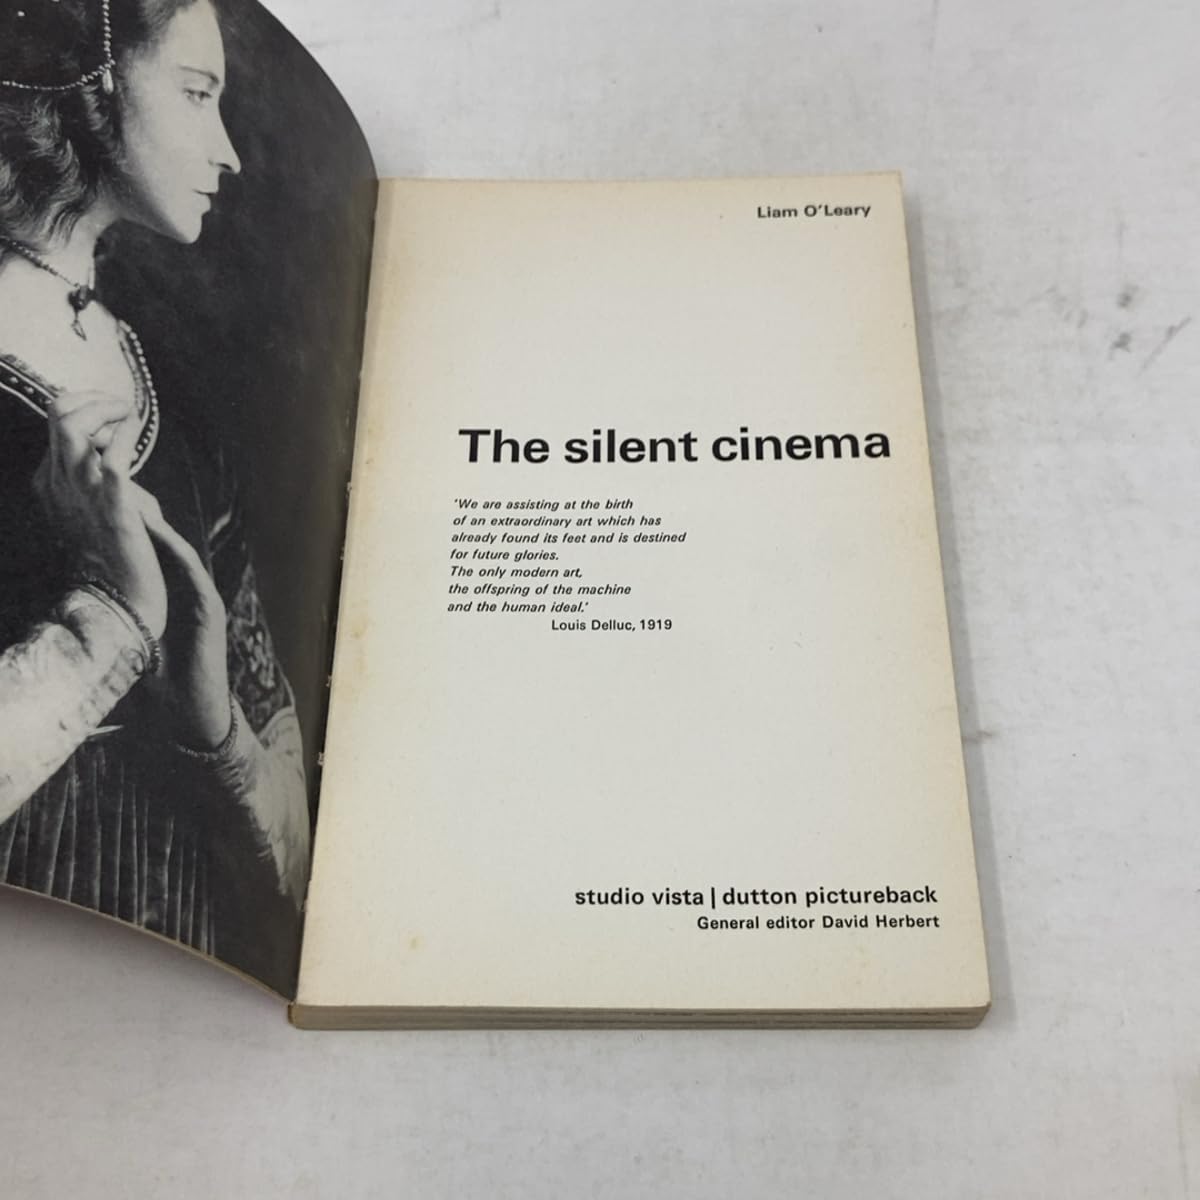 Liam O'Leary
The silent cinema
'We are assisting at the birth
of an extraordinary art which has
already found its feet and is destined
for future glories.
The only modern art,
the offspring of the machine
and the human ideal.'
Louis Delluc, 1919
studio vista | dutton pictureback
General editor David Herbert